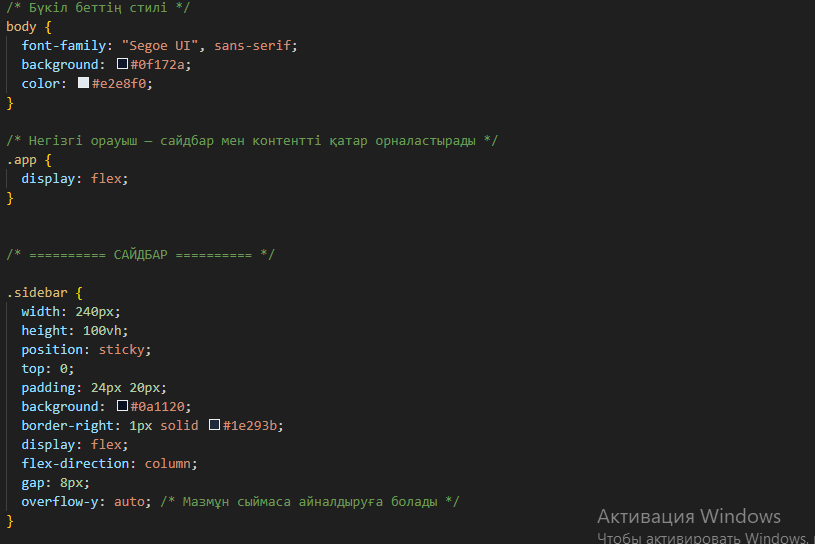 /* Бүкіл беттің стилі */
body {
  font-family: "Segoe UI", sans-serif;
  background: #0f172a;
  color: #e2e8f0;
}

/* Негізгі орауыш — сайдбар мен контентті қатар орналастырады */
.app {
  display: flex;
}

/* ========== САЙДБАР ========== */

.sidebar {
  width: 240px;
  height: 100vh;
  position: sticky;
  top: 0;
  padding: 24px 20px;
  background: #0a1120;
  border-right: 1px solid #1e293b;
  display: flex;
  flex-direction: column;
  gap: 8px;
  overflow-y: auto; /* Мазмұн сыймаса айналдыруға болады */
}
Активация Windows
Чтобы активировать Windows,